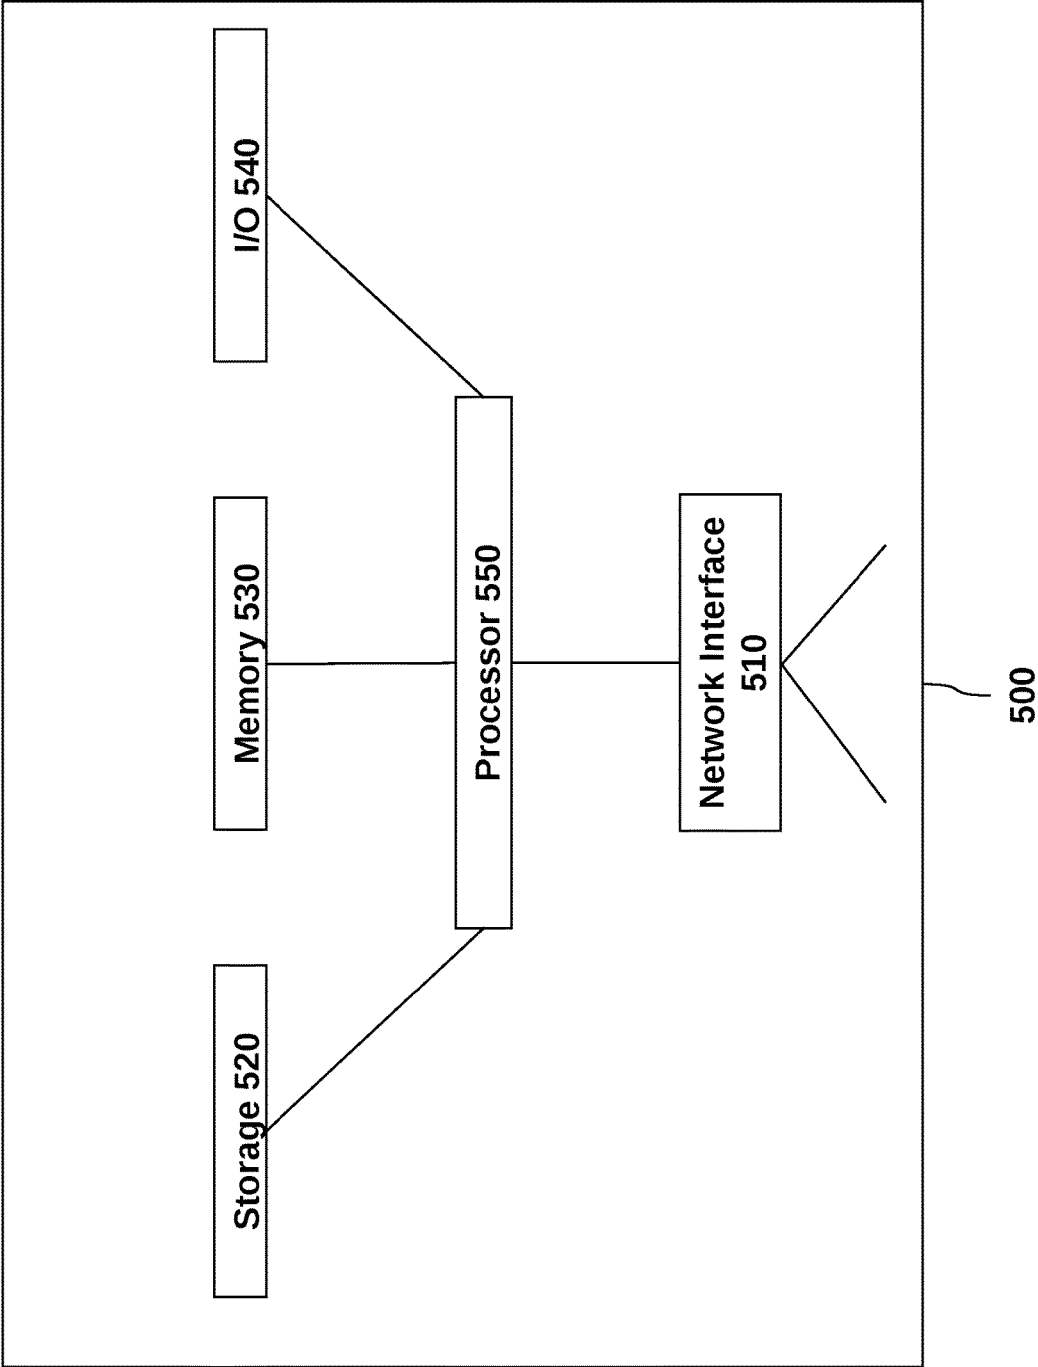 Storage 520
Memory 530
I/O 540
Processor 550
Network Interface
510
500